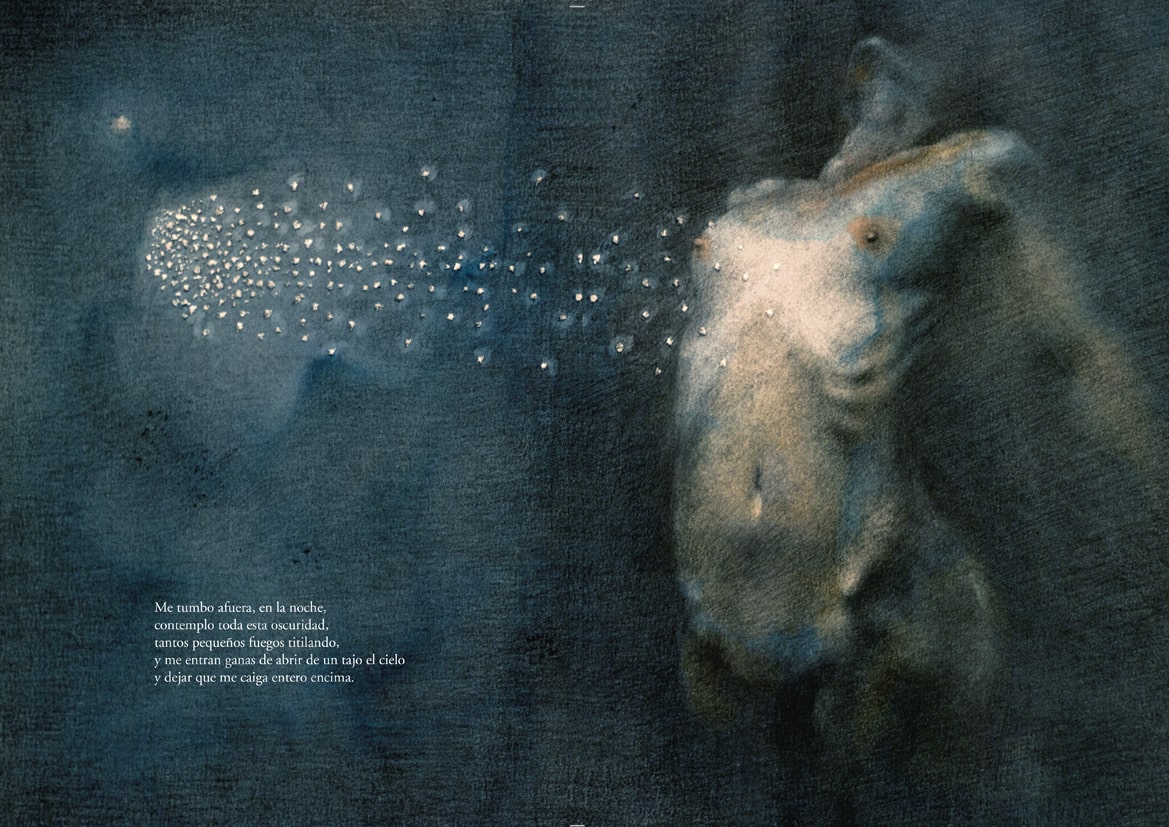 Me tumbo afuera, en la noche,
contemplo toda esta oscuridad,
tantos pequeños fuegos titilando,
y me entran ganas de abrir de un tajo el cielo
y dejar que me caiga entero encima.